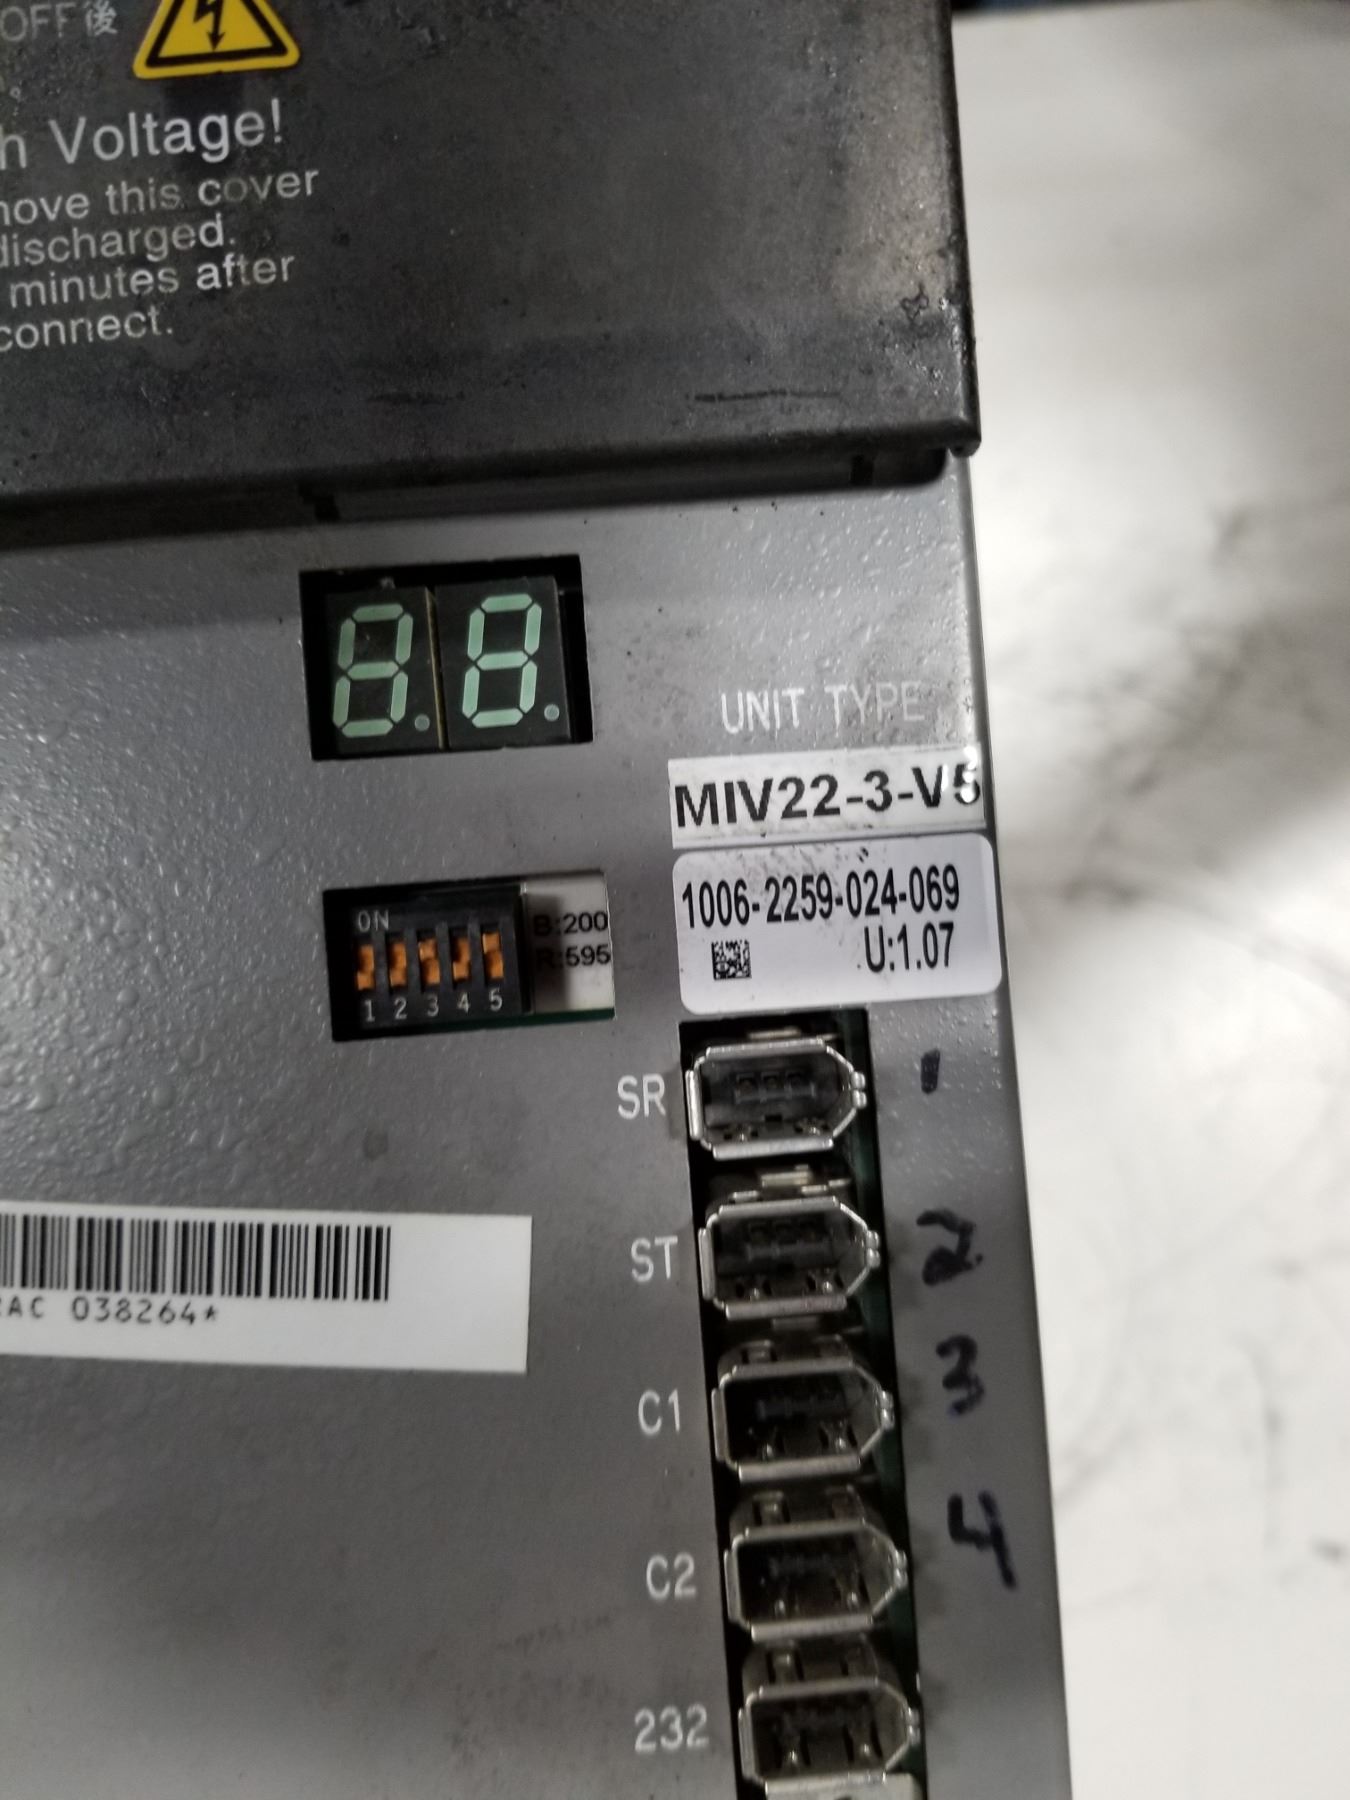 OFF後
Voltage!
this cover
discharged.
minutes after
connect.
8.8.
UNIT TYPE
MIV22-3-V5
1006-2259-024-069
U:1.07
ON
1 2 3 4 5
B:200
R:595
SR
1
ST
2
C1
3
C2
4
232
038264*